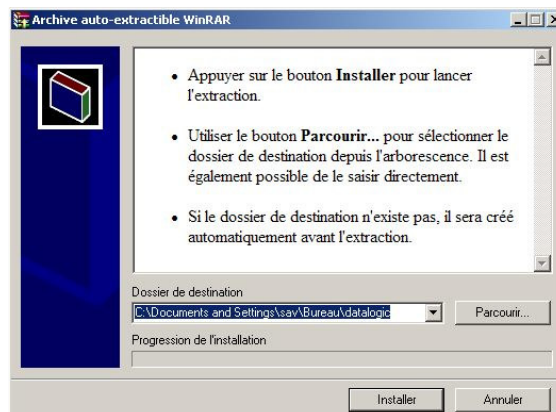 Archive auto-extractible WinRAR
• Appuyer sur le bouton Installer pour lancer
l'extraction.
• Utiliser le bouton Parcourir... pour sélectionner le
dossier de destination depuis l'arborescence. Il est
également possible de le saisir directement.
• Si le dossier de destination n'existe pas, il sera créé
automatiquement avant l'extraction.
Dossier de destination
C:\Documents and Settings\sav\Bureau\datalogic
Parcourir...
Progression de l'installation
Installer
Annuler